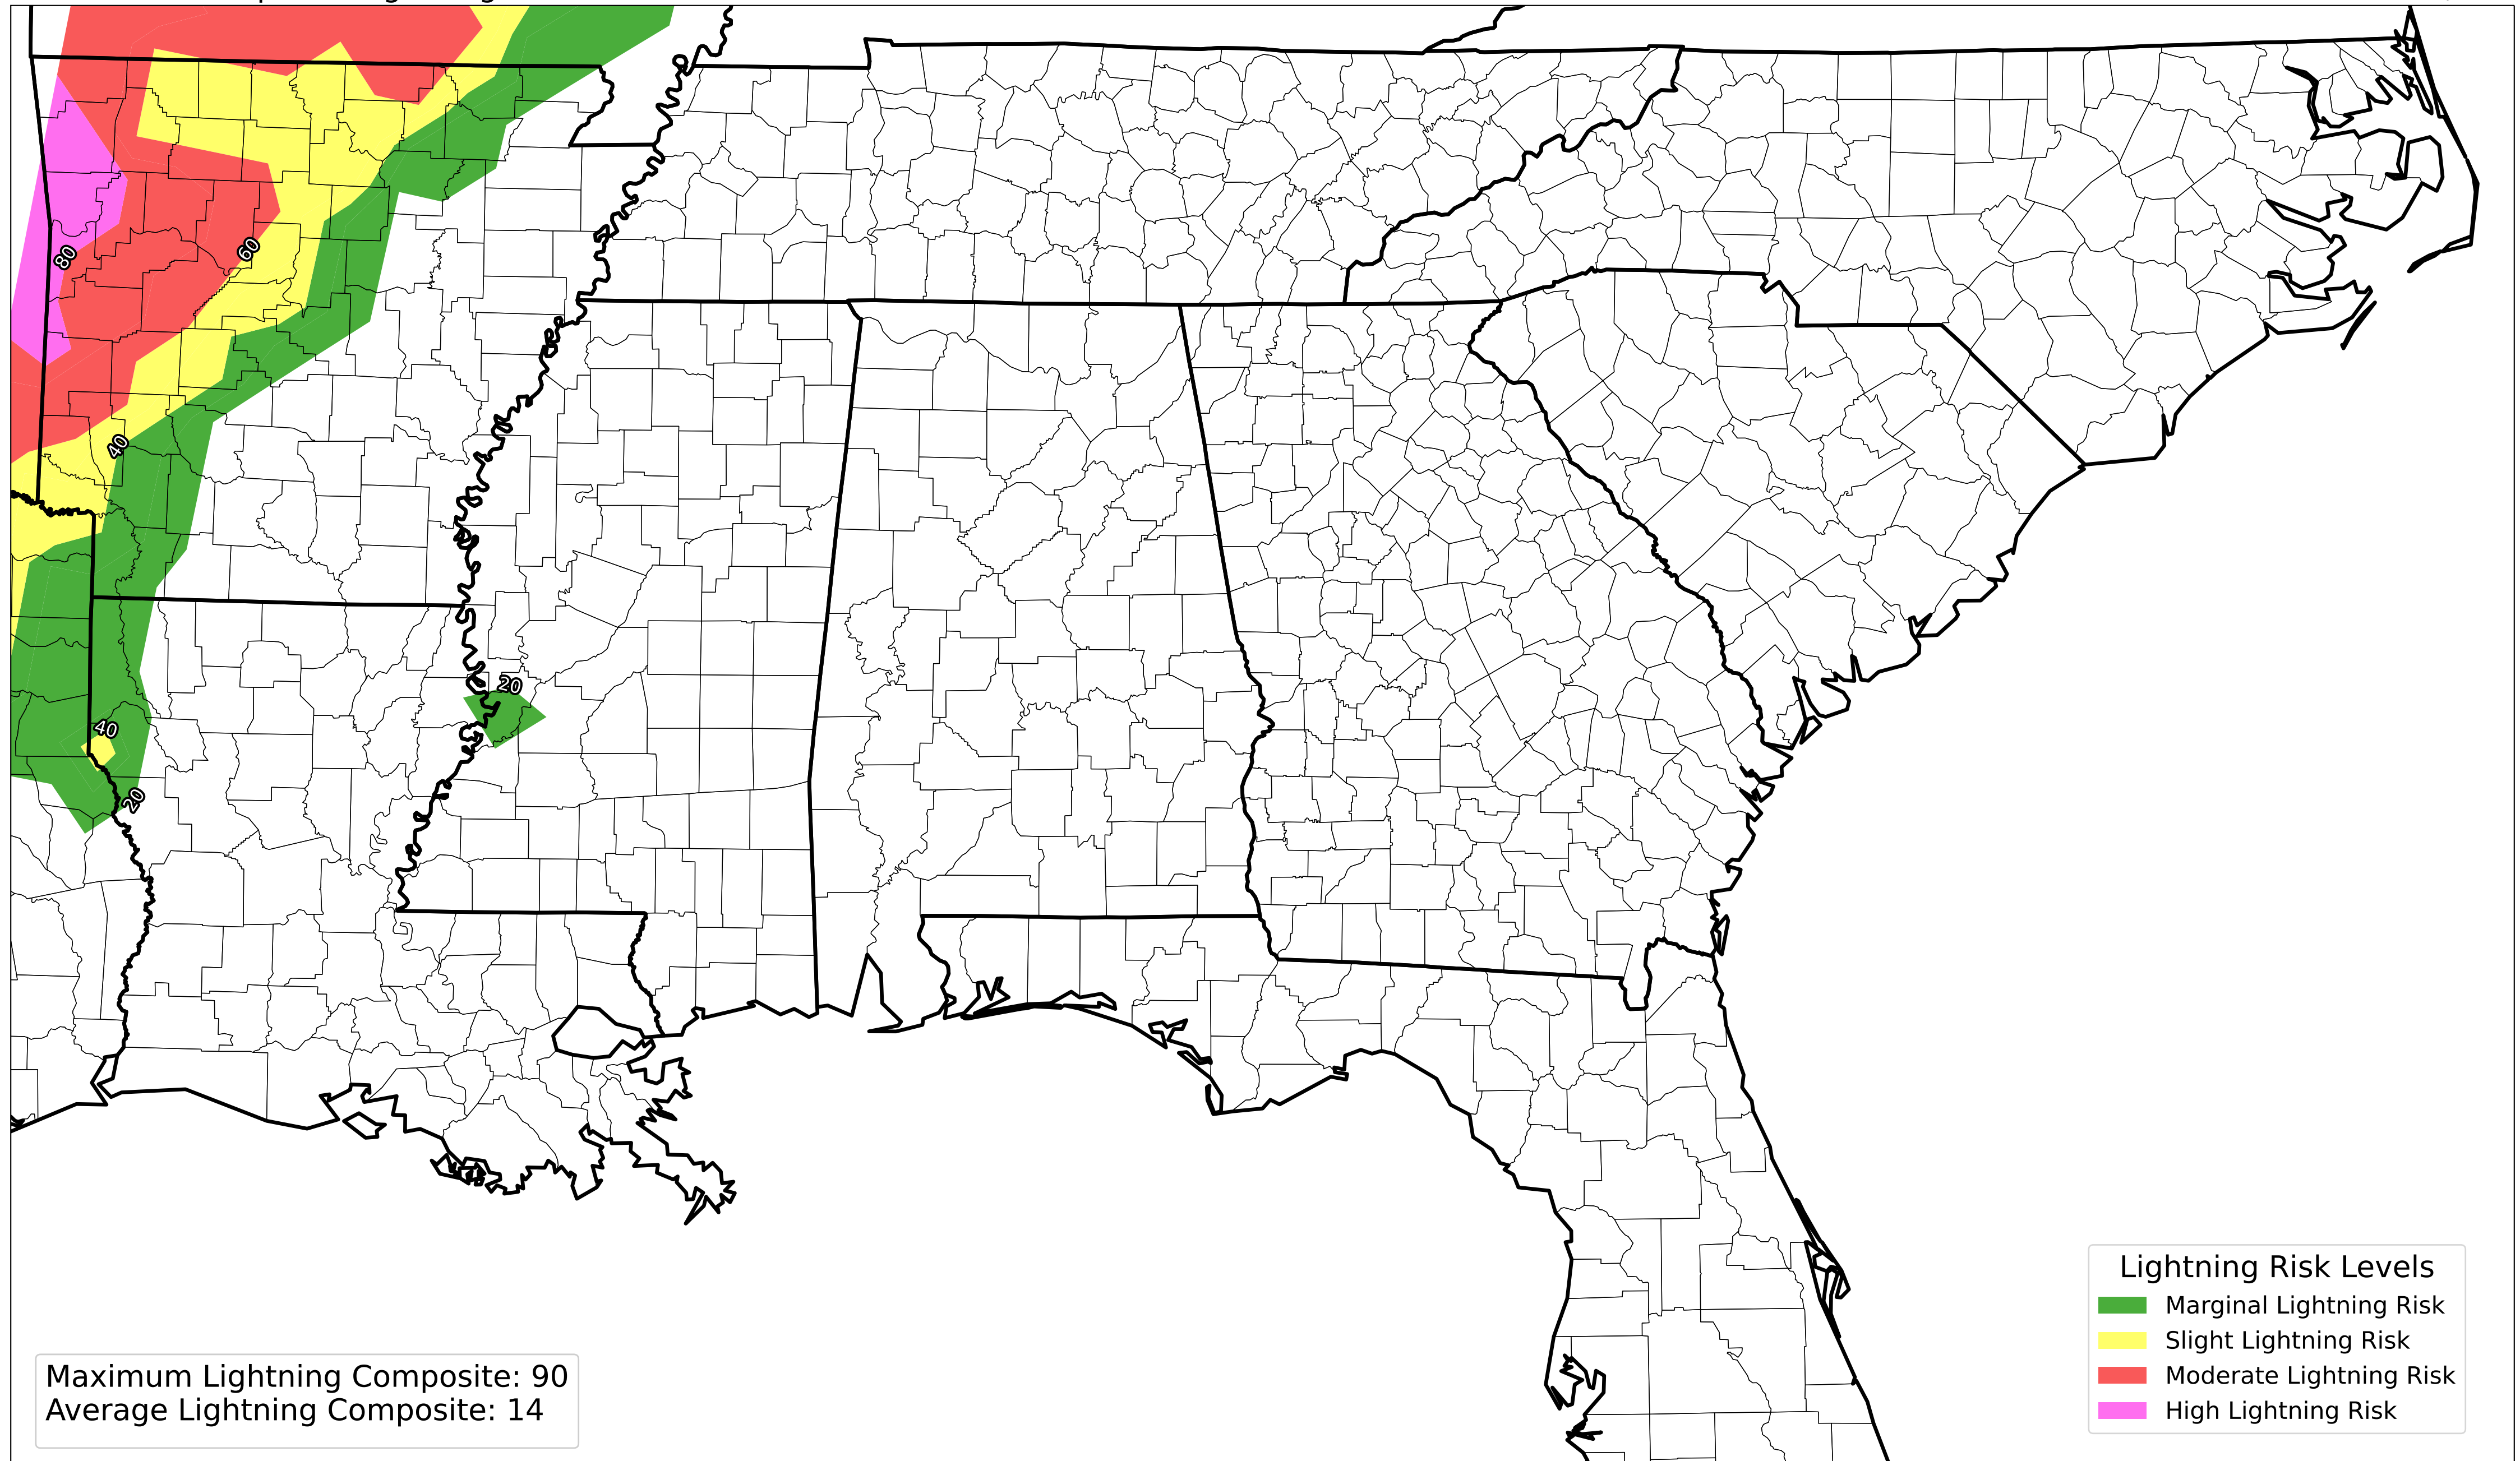 80
60
40
20
40
20
Lightning Risk Levels
Marginal Lightning Risk
Slight Lightning Risk
Moderate Lightning Risk
High Lightning Risk
Maximum Lightning Composite: 90
Average Lightning Composite: 14